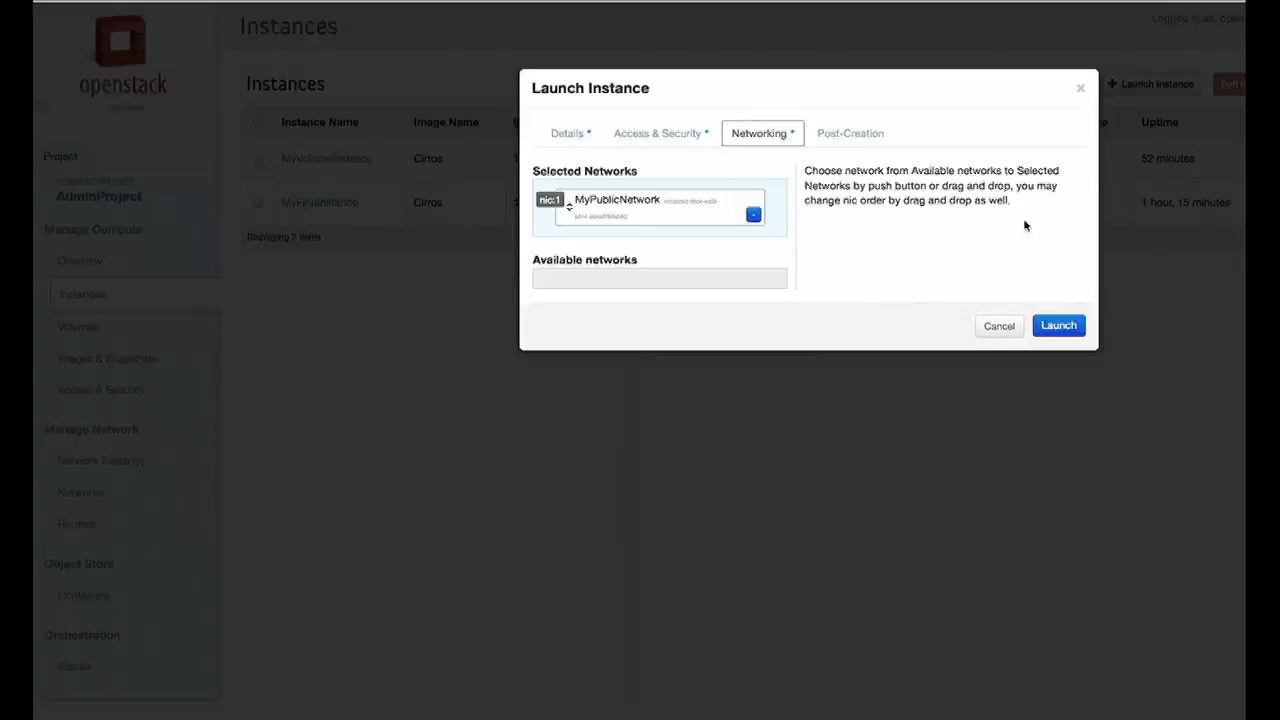 Instances
Logged in as: open
openstack
Instances
Launch Instance
Instance Name
Image Name
Uptime
MyVolumeInstance
Cirros
52 minutes
MyFirstInstance
Cirros
1 hour, 15 minutes
Displaying 2 items
Project
CURRENT PROJECT
AdminProject
Manage Compute
Overview
Instances
Volumes
Images & Snapshots
Access & Security
Manage Network
Network Topology
Networks
Routers
Object Store
Containers
Orchestration
Stacks
Launch Instance
×
Details *
Access & Security *
Networking *
Post-Creation
Selected Networks
nic:1
MyPublicNetwork
-
Available networks
Choose network from Available networks to Selected
Networks by push button or drag and drop, you may
change nic order by drag and drop as well.
Cancel
Launch